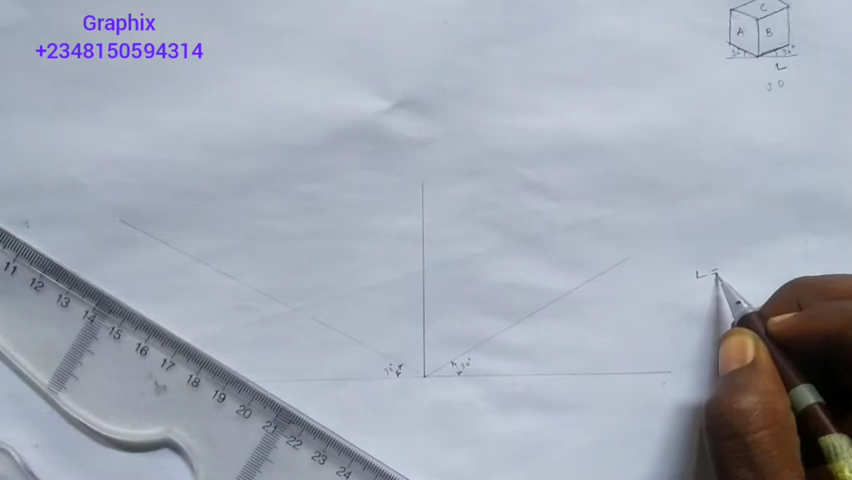 Graphix
+2348150594314
C
A B
30° 30°
L
3D
L =
30° 30°
11 12 13 14 15 16 17 18 19 20 21 22 23 24